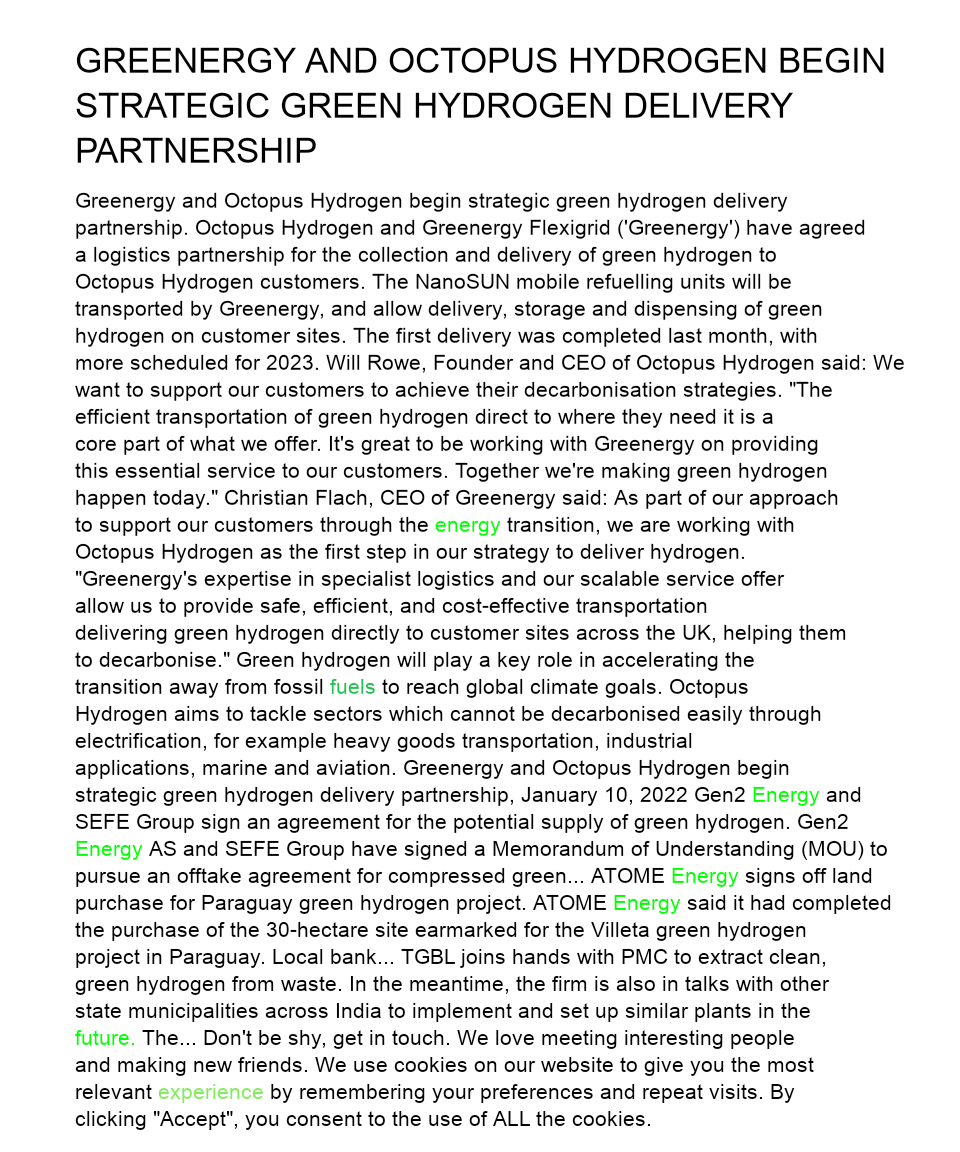 GREENERGY AND OCTOPUS HYDROGEN BEGIN
STRATEGIC GREEN HYDROGEN DELIVERY
PARTNERSHIP
Greenergy and Octopus Hydrogen begin strategic green hydrogen delivery
partnership. Octopus Hydrogen and Greenergy Flexigrid ('Greenergy') have agreed
a logistics partnership for the collection and delivery of green hydrogen to
Octopus Hydrogen customers. The NanoSUN mobile refuelling units will be
transported by Greenergy, and allow delivery, storage and dispensing of green
hydrogen on customer sites. The first delivery was completed last month, with
more scheduled for 2023. Will Rowe, Founder and CEO of Octopus Hydrogen said: We
want to support our customers to achieve their decarbonisation strategies. "The
efficient transportation of green hydrogen direct to where they need it is a
core part of what we offer. It's great to be working with Greenergy on providing
this essential service to our customers. Together we're making green hydrogen
happen today." Christian Flach, CEO of Greenergy said: As part of our approach
to support our customers through the energy transition, we are working with
Octopus Hydrogen as the first step in our strategy to deliver hydrogen.
"Greenergy's expertise in specialist logistics and our scalable service offer
allow us to provide safe, efficient, and cost-effective transportation
delivering green hydrogen directly to customer sites across the UK, helping them
to decarbonise." Green hydrogen will play a key role in accelerating the
transition away from fossil fuels to reach global climate goals. Octopus
Hydrogen aims to tackle sectors which cannot be decarbonised easily through
electrification, for example heavy goods transportation, industrial
applications, marine and aviation. Greenergy and Octopus Hydrogen begin
strategic green hydrogen delivery partnership, January 10, 2022 Gen2 Energy and
SEFE Group sign an agreement for the potential supply of green hydrogen. Gen2
Energy AS and SEFE Group have signed a Memorandum of Understanding (MOU) to
pursue an offtake agreement for compressed green... ATOME Energy signs off land
purchase for Paraguay green hydrogen project. ATOME Energy said it had completed
the purchase of the 30-hectare site earmarked for the Villeta green hydrogen
project in Paraguay. Local bank... TGBL joins hands with PMC to extract clean,
green hydrogen from waste. In the meantime, the firm is also in talks with other
state municipalities across India to implement and set up similar plants in the
future. The... Don't be shy, get in touch. We love meeting interesting people
and making new friends. We use cookies on our website to give you the most
relevant experience by remembering your preferences and repeat visits. By
clicking "Accept", you consent to the use of ALL the cookies.